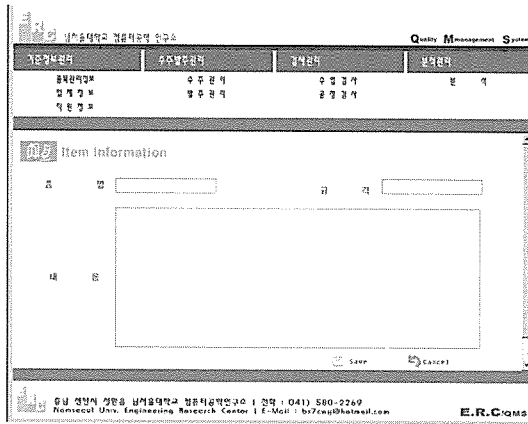 남서울대학교 컴퓨터공학 연구소
Quality Mmanagement System
기준정보관리 수주발주관리 검사관리 분석관리
품목관리정보 수 주 관 리 수 입 검 사 분 석
업 체 정 보 발 주 관 리 공 정 검 사
직 원 정 보
Item Information
품 명 규 격
내 용
Save Cancel
충남 천안시 성환읍 남서울대학교 컴퓨터공학연구소 | 전화 : 041) 580-2269
Namseoul Univ. Engineering Research Center | E-Mail :
E.R.C/QMS